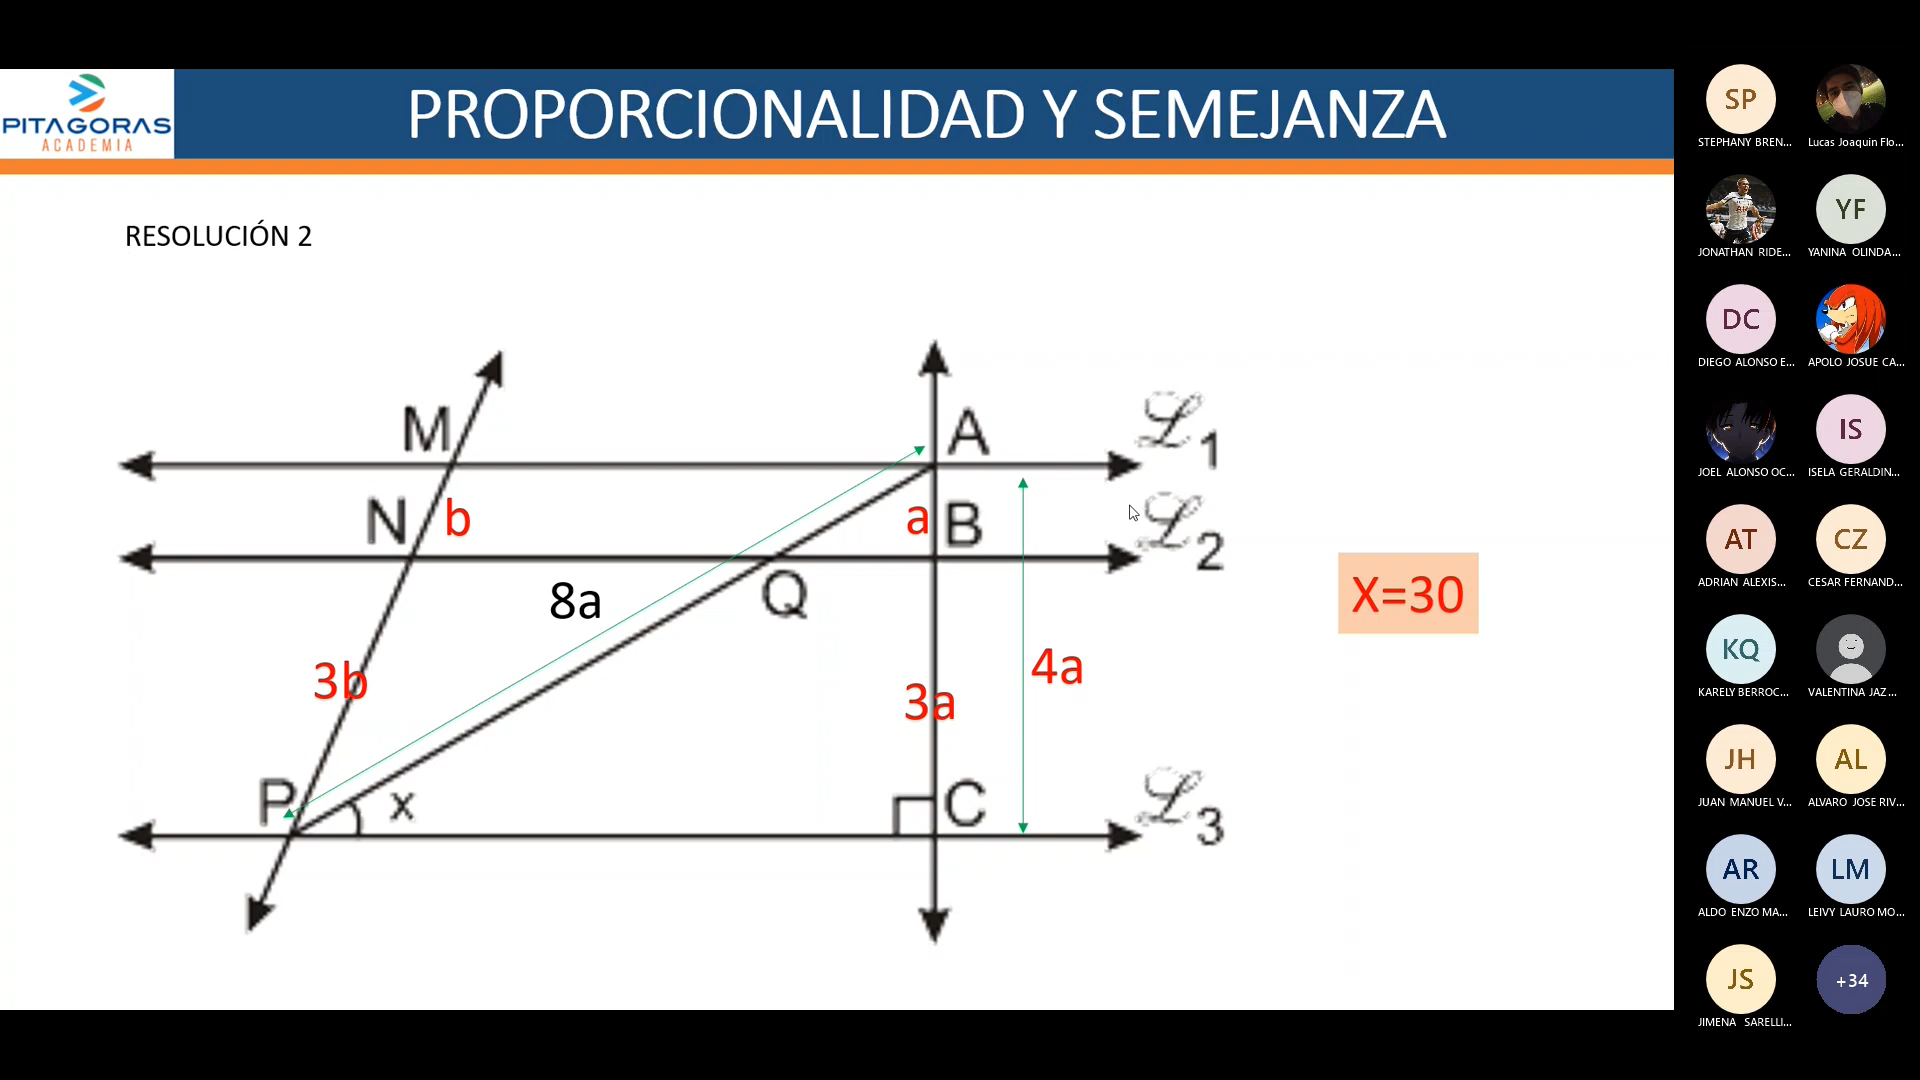 PITAGORAS
ACADEMIA
PROPORCIONALIDAD Y SEMEJANZA
RESOLUCIÓN 2
M
A
ℒ1
N
b
a
B
ℒ2
8a
Q
X=30
3b
3a
4a
P
x
C
ℒ3
SP
STEPHANY BREN...
Lucas Joaquin Flo...
JONATHAN RIDE...
YF
YANINA OLINDA...
DC
DIEGO ALONSO E...
APOLO JOSUE CA...
JOEL ALONSO OC...
IS
ISELA GERALDIN...
AT
ADRIAN ALEXIS...
CZ
CESAR FERNAND...
KQ
KARELY BERROC...
VALENTINA JAZ...
JH
JUAN MANUEL V...
AL
ALVARO JOSE RIV...
AR
ALDO ENZO MA...
LM
LEIVY LAURO MO...
JS
JIMENA SARELLI...
+34